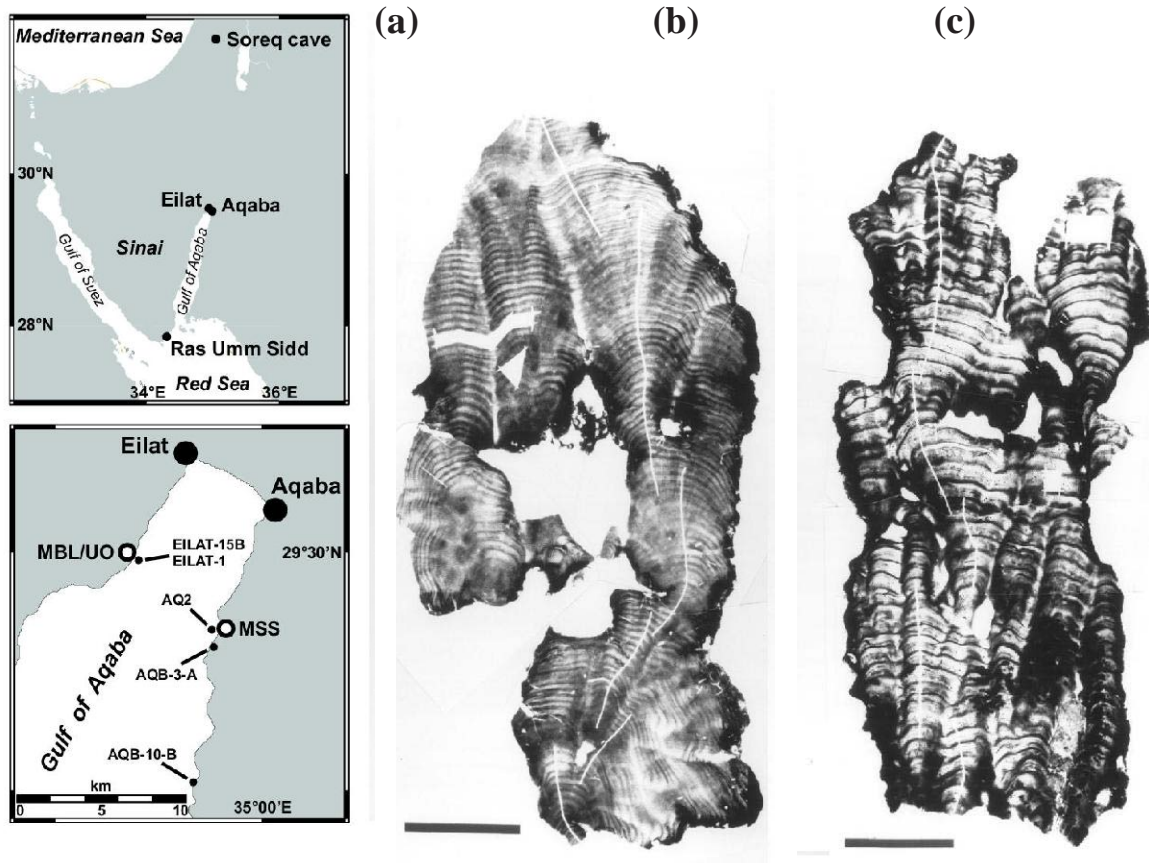 (a) (b) (c)
Mediterranean Sea
Soreq cave
30°N
Eilat
Aqaba
Sinai
Gulf of Suez
Gulf of Aqaba
28°N
Ras Umm Sidd
34°E
36°E
Red Sea
Eilat
Aqaba
MBL/UO
EILAT-15B
EILAT-1
29°30'N
AQ2
MSS
AQB-3-A
Gulf of Aqaba
AQB-10-B
km
0 5 10
35°00'E